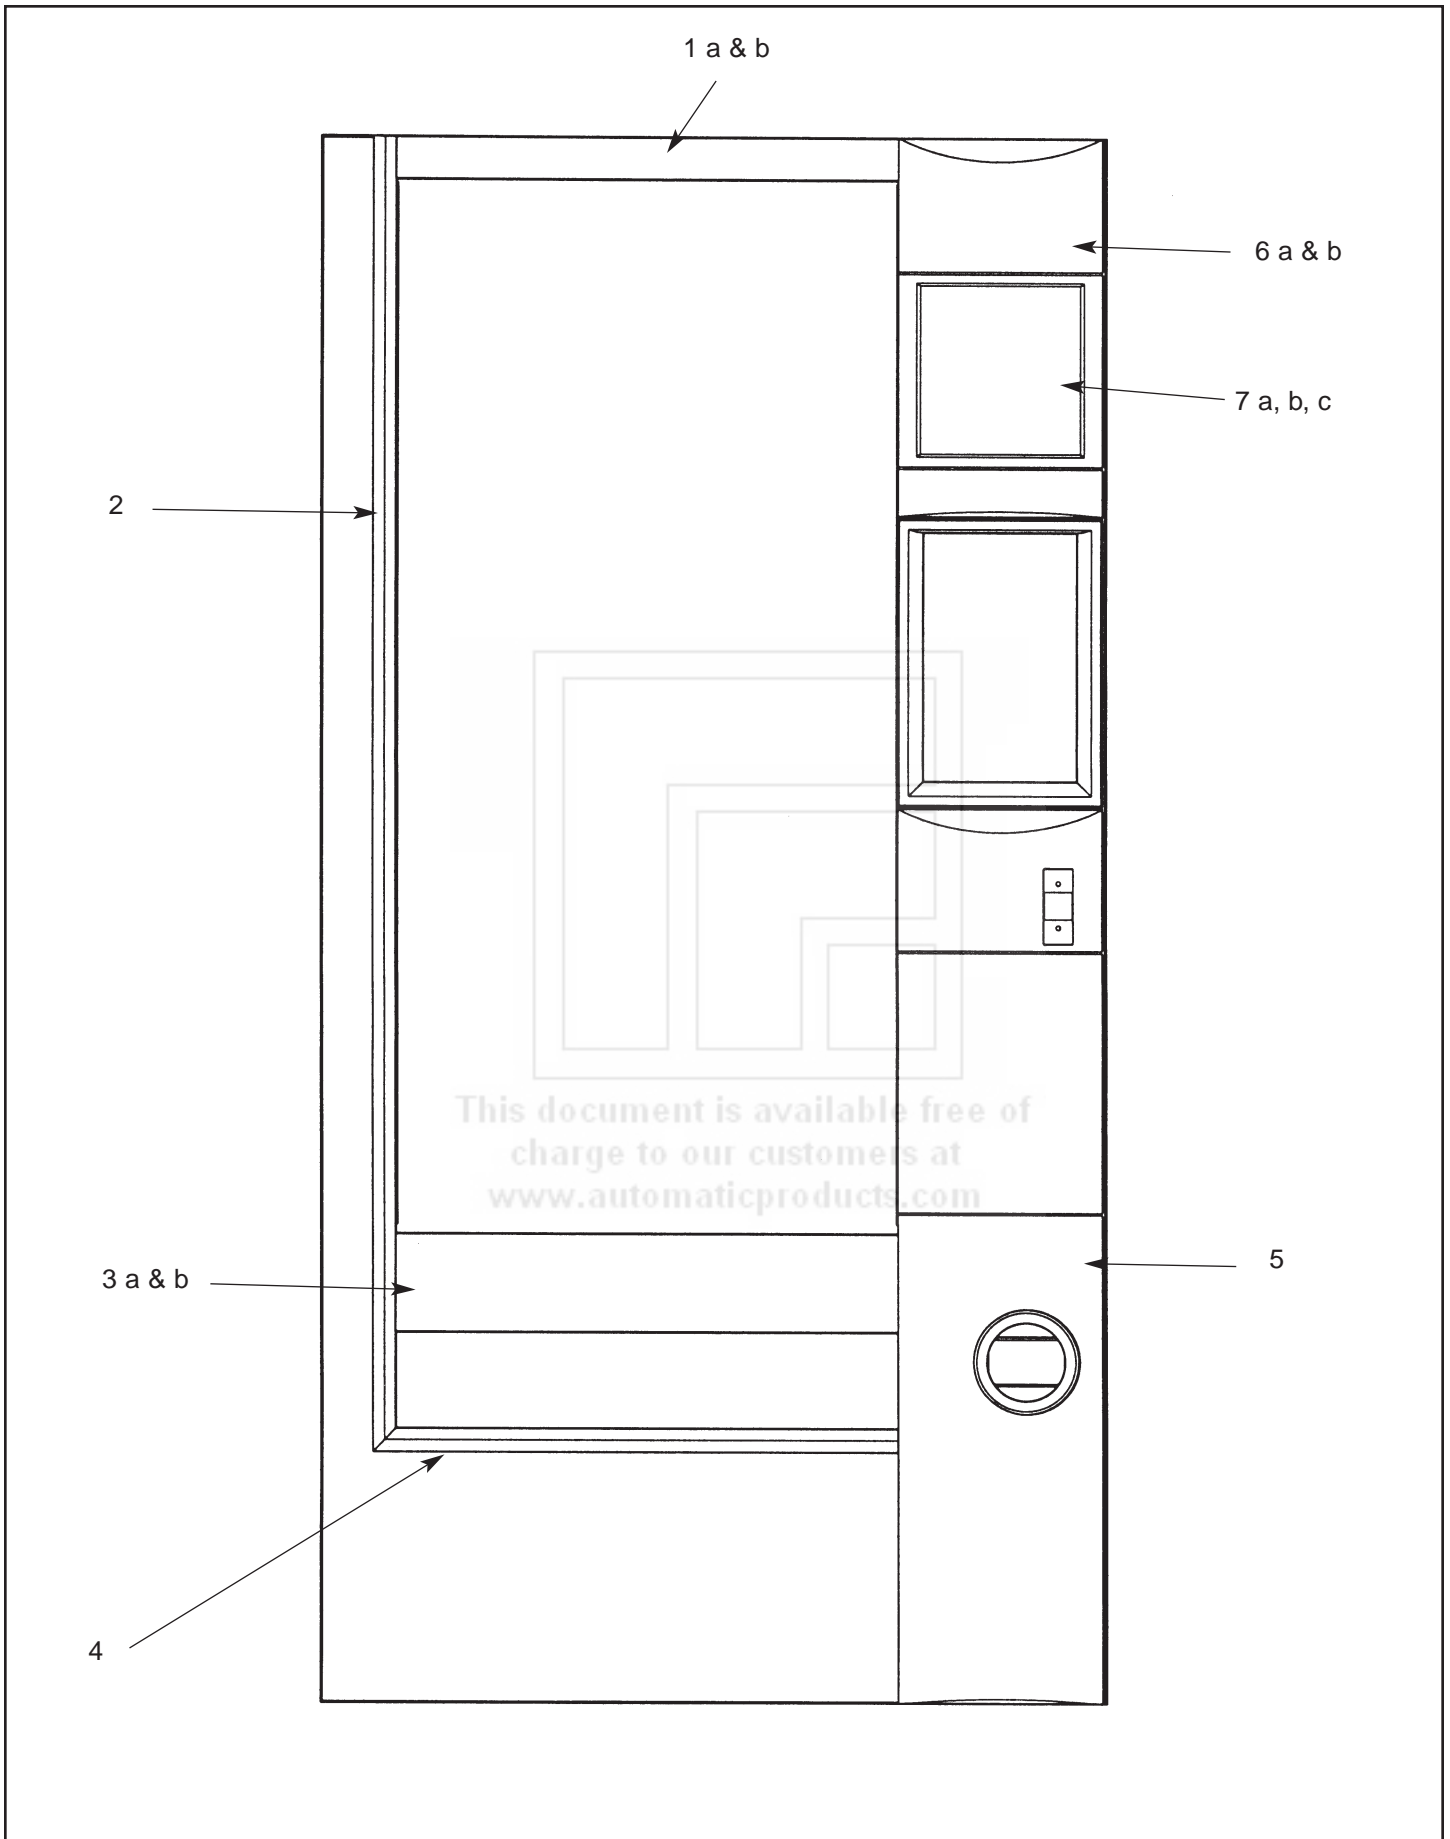 1 a & b
6 a & b
7 a, b, c
2
This document is available free of
charge to our customers at
www.automaticproducts.com
3 a & b
5
4